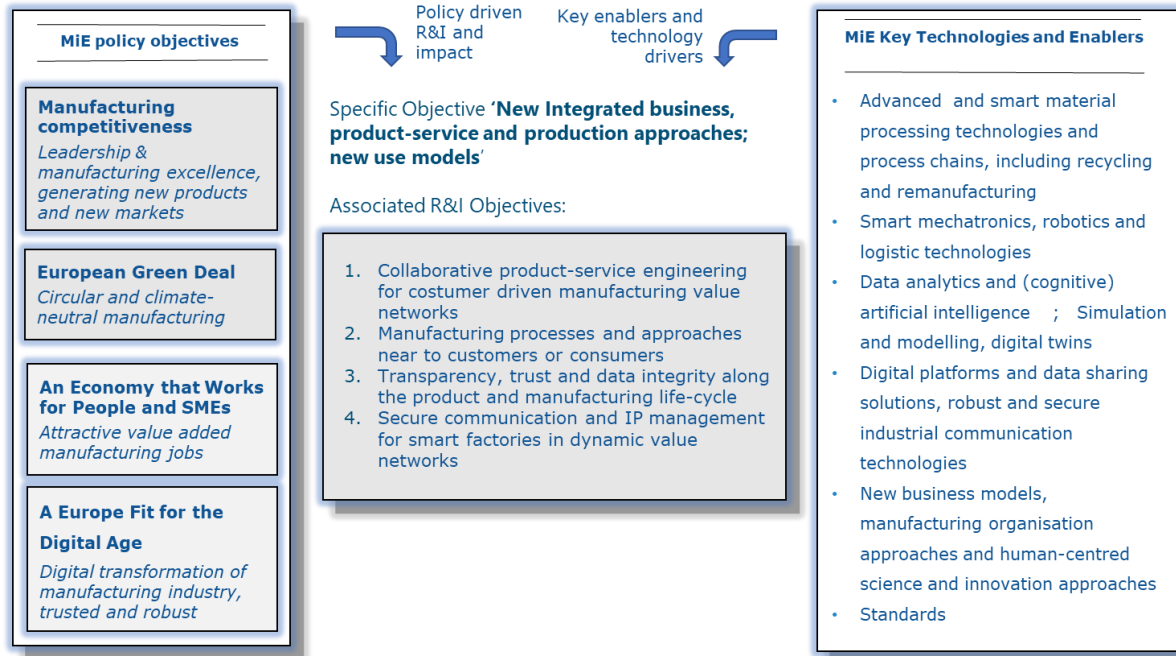 MiE policy objectives
Manufacturing
competitiveness
Leadership &
manufacturing excellence,
generating new products
and new markets
European Green Deal
Circular and climate-
neutral manufacturing
An Economy that Works
for People and SMEs
Attractive value added
manufacturing jobs
A Europe Fit for the
Digital Age
Digital transformation of
manufacturing industry,
trusted and robust
Policy driven
R&I and
impact
Key enablers and
technology
drivers
Specific Objective ‘New Integrated business,
product-service and production approaches;
new use models’
Associated R&I Objectives:
1. Collaborative product-service engineering
for costumer driven manufacturing value
networks
2. Manufacturing processes and approaches
near to customers or consumers
3. Transparency, trust and data integrity along
the product and manufacturing life-cycle
4. Secure communication and IP management
for smart factories in dynamic value
networks
MiE Key Technologies and Enablers
• Advanced and smart material
processing technologies and
process chains, including recycling
and remanufacturing
• Smart mechatronics, robotics and
logistic technologies
• Data analytics and (cognitive)
artificial intelligence ; Simulation
and modelling, digital twins
• Digital platforms and data sharing
solutions, robust and secure
industrial communication
technologies
• New business models,
manufacturing organisation
approaches and human-centred
science and innovation approaches
• Standards